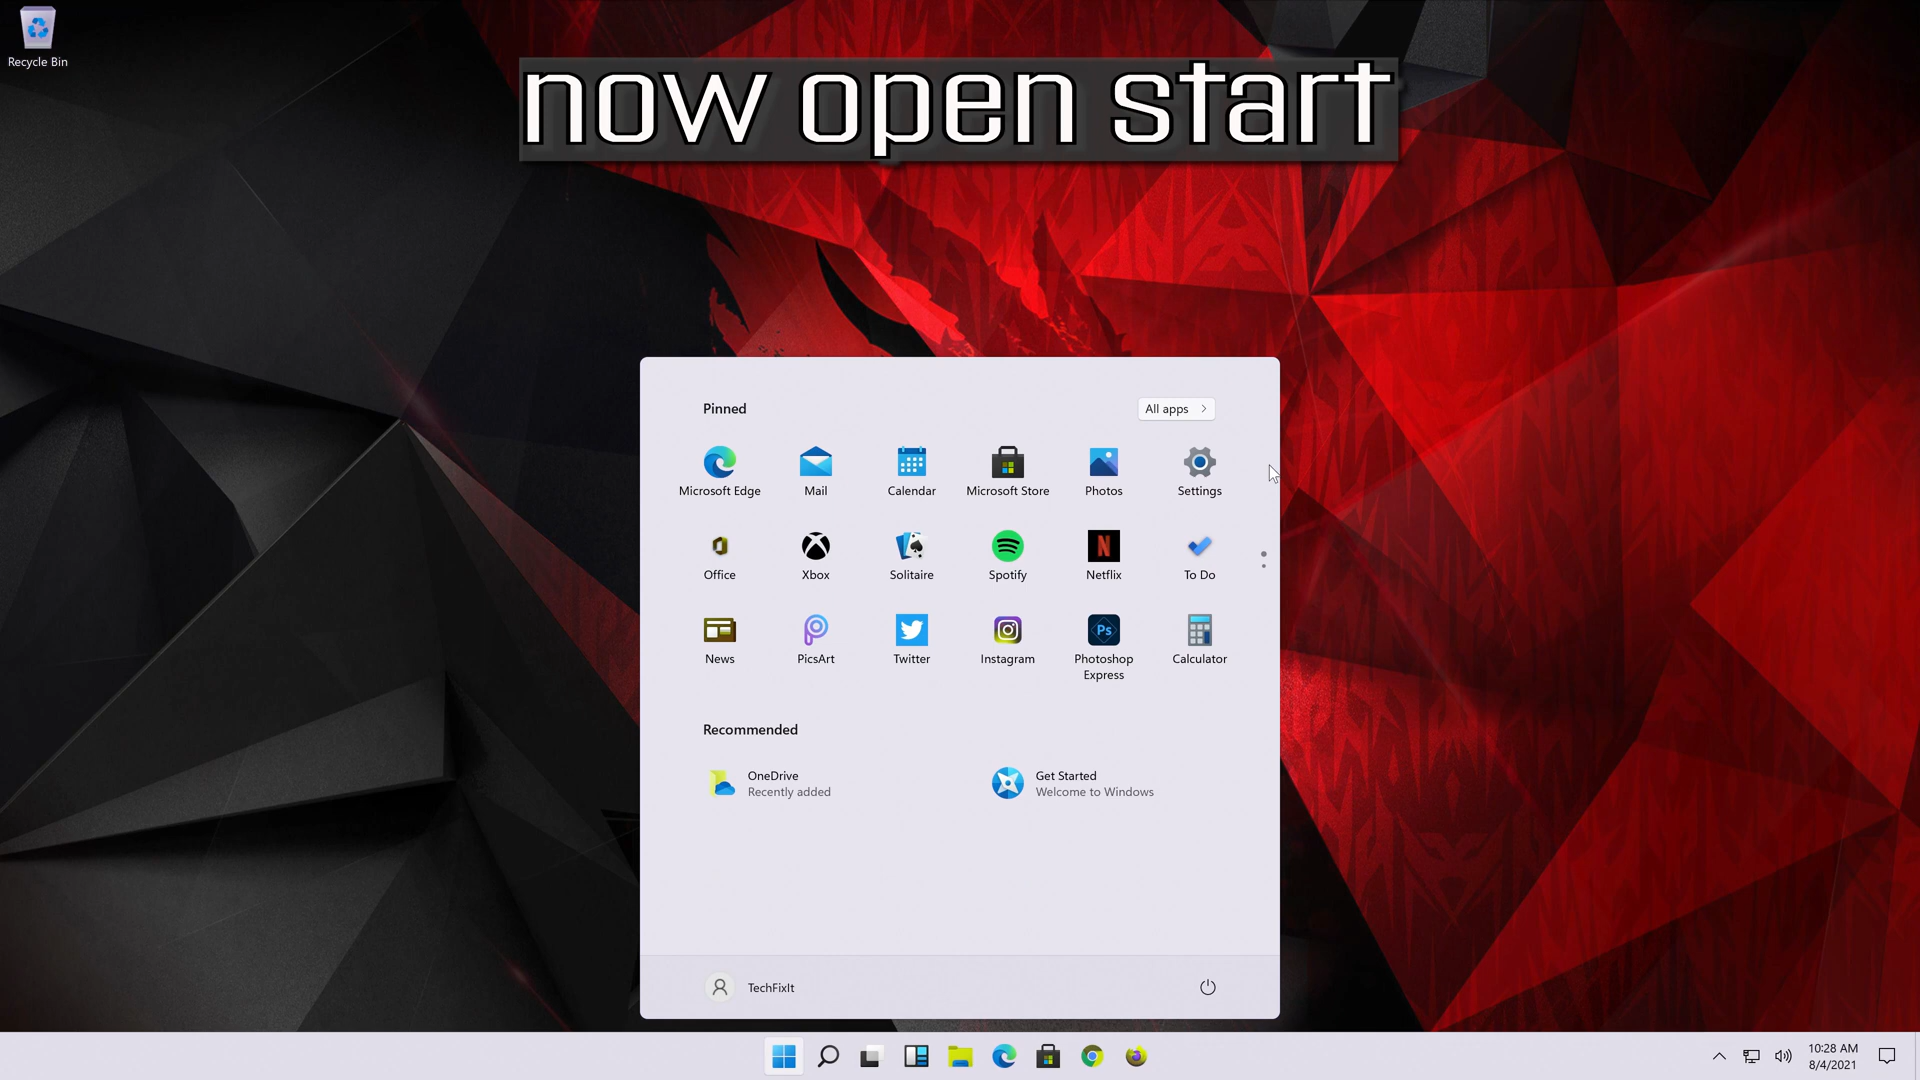 Recycle Bin
now open start
Pinned
All apps
Microsoft Edge
Mail
Calendar
Microsoft Store
Photos
Settings
Office
Xbox
Solitaire
Spotify
Netflix
To Do
News
PicsArt
Twitter
Instagram
Photoshop
Express
Calculator
Recommended
OneDrive
Recently added
Get Started
Welcome to Windows
TechFixIt
10:28 AM
8/4/2021